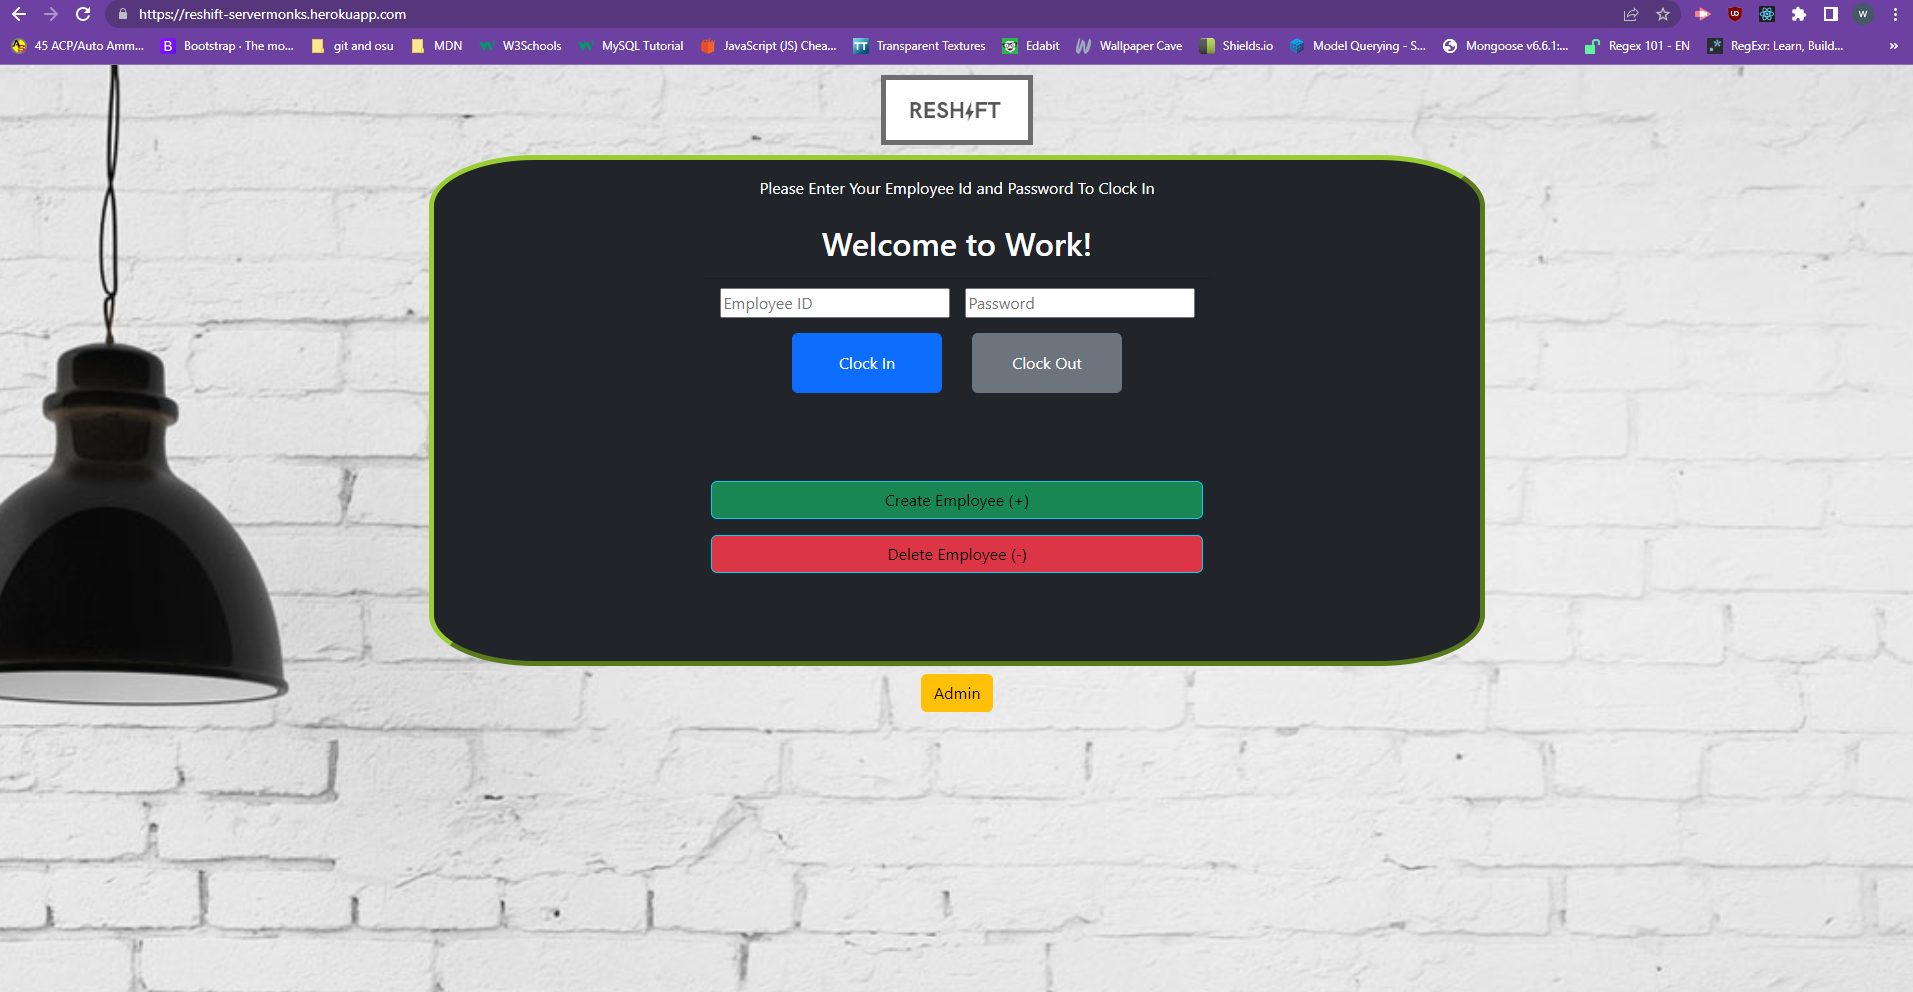 https://reshift-servermonks.herokuapp.com
W
45 ACP/Auto Amm... Bootstrap · The mo... git and osu MDN W3Schools MySQL Tutorial JavaScript (JS) Chea... TT Transparent Textures Edabit Wallpaper Cave Shields.io Model Querying - S... Mongoose v6.6.1:... Regex 101 - EN RegExr: Learn, Build... »
RESHIFT
Please Enter Your Employee Id and Password To Clock In
Welcome to Work!
Employee ID Password
Clock In Clock Out
Create Employee (+)
Delete Employee (-)
Admin